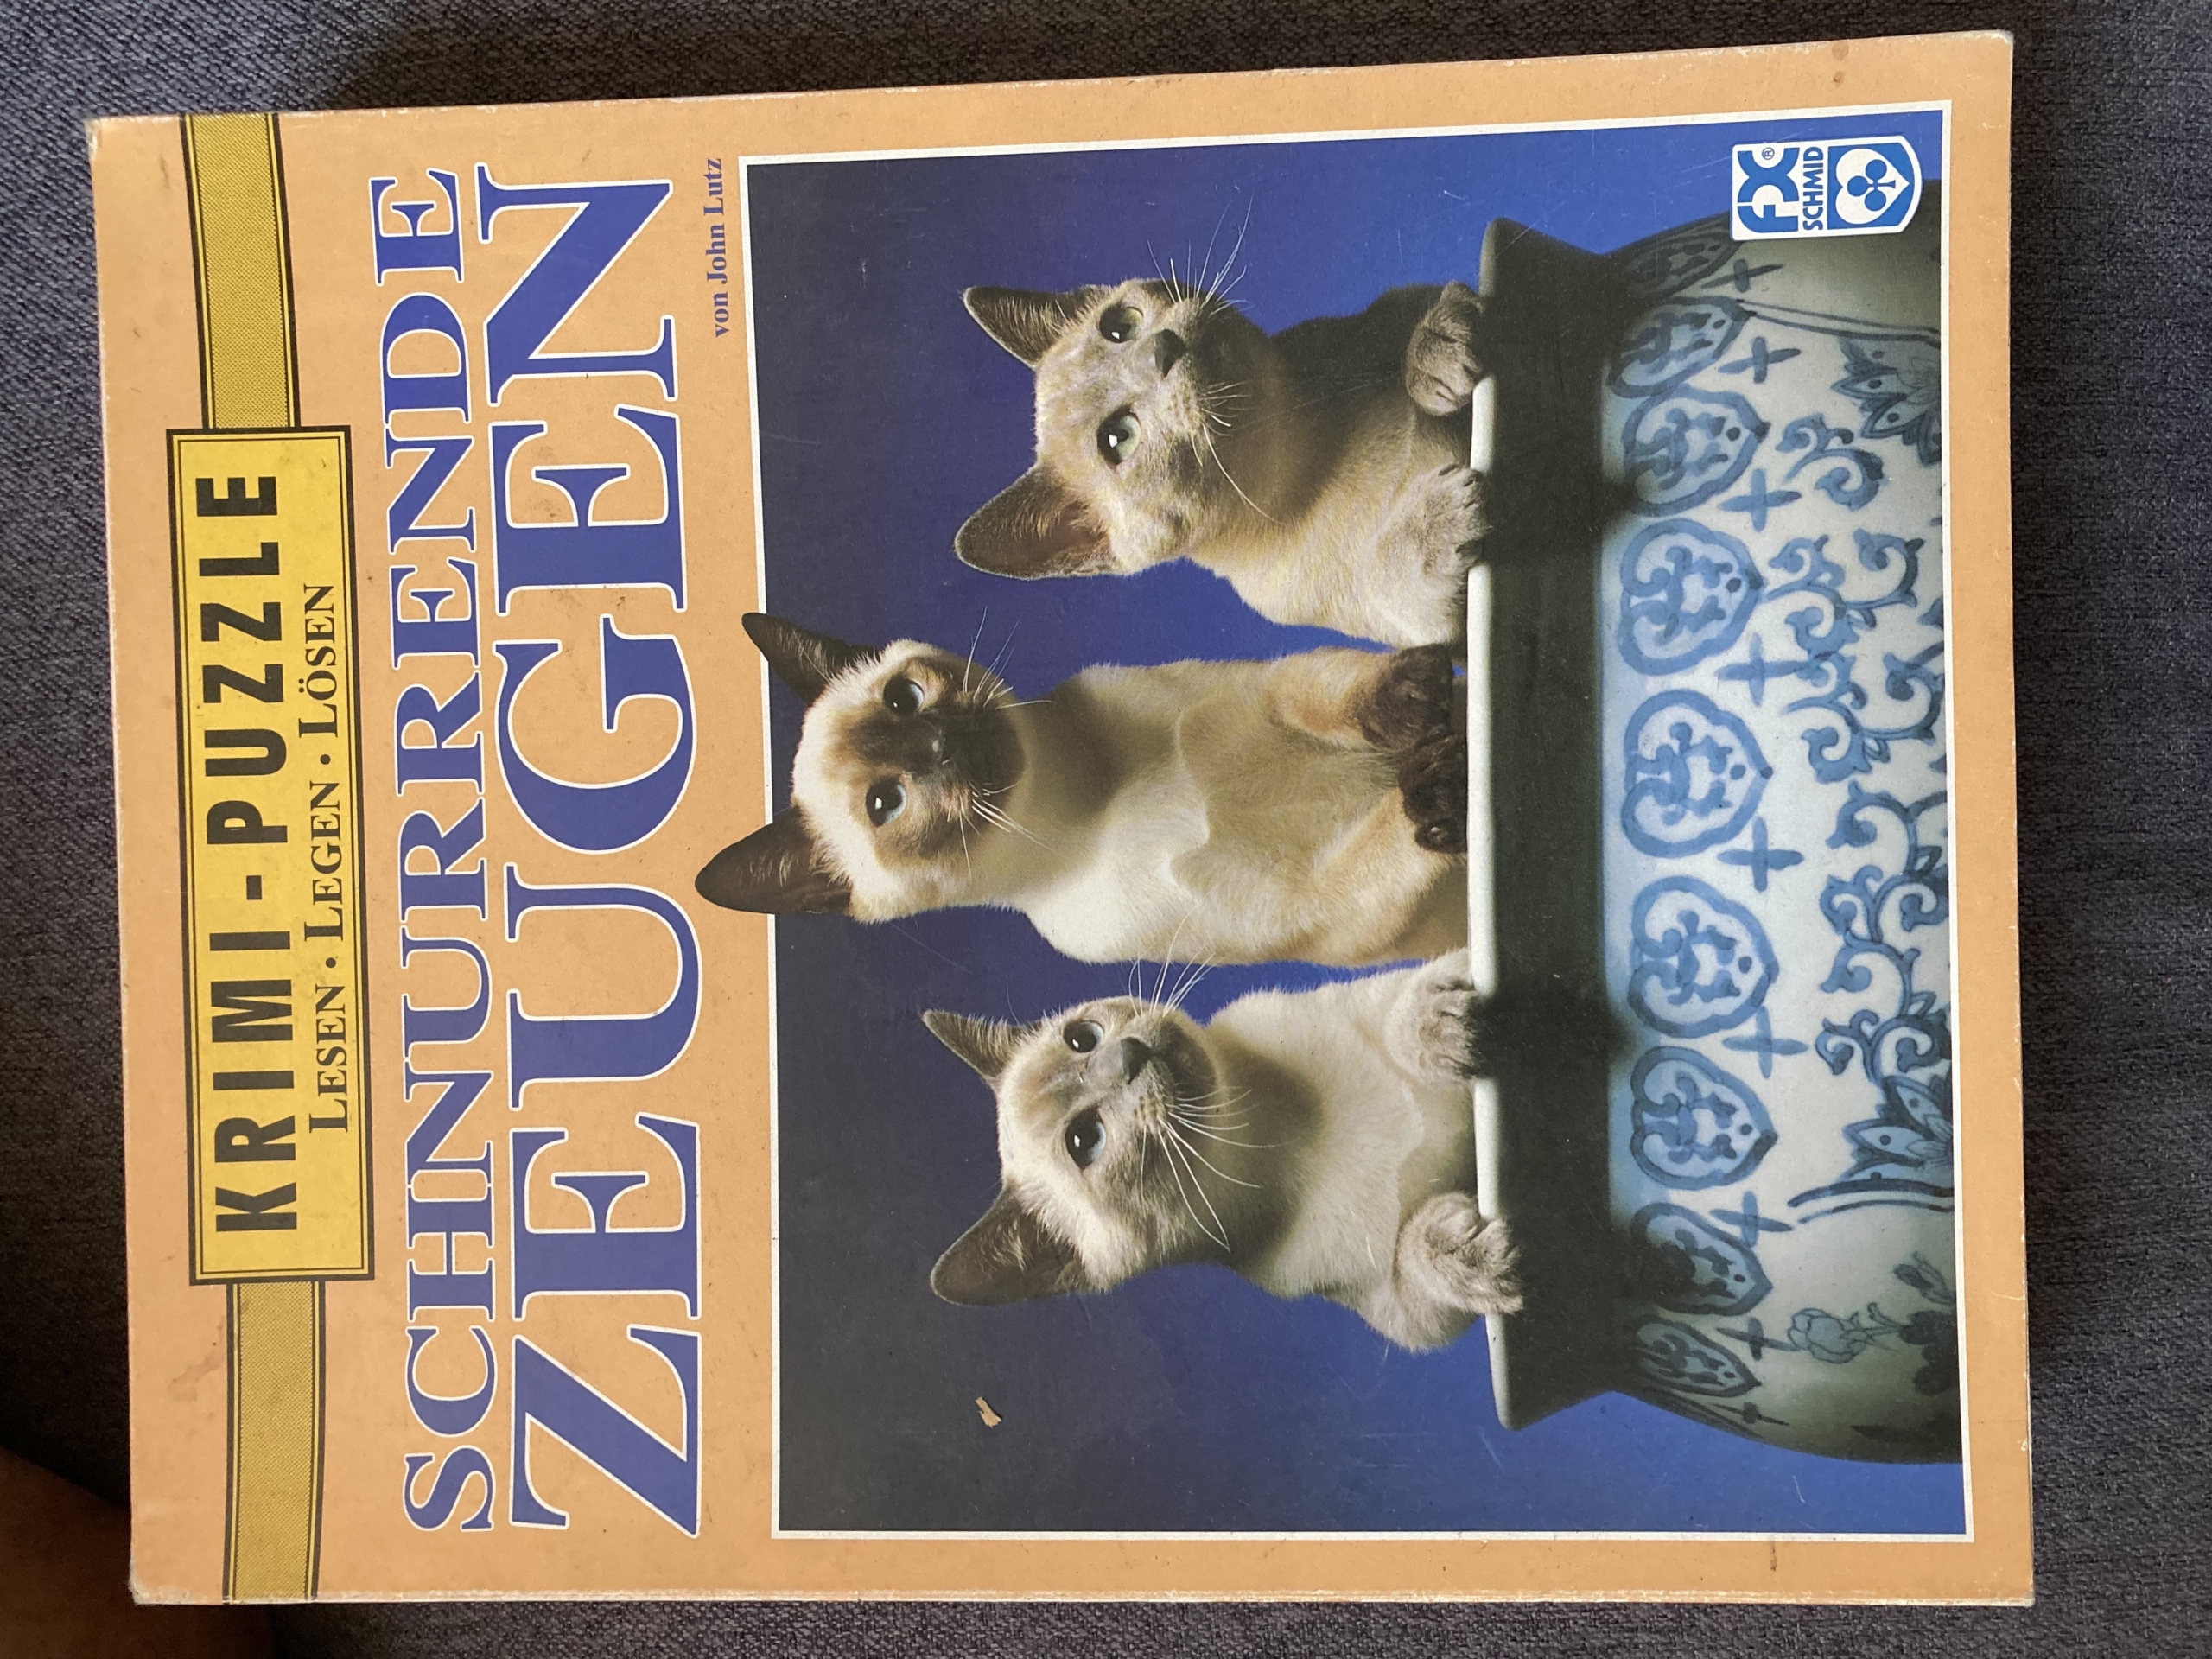 KRIMI-PUZZLE
LESEN • LEGEN • LÖSEN
SCHNURRENDE
ZEUGEN
von John Lutz
FX®
SCHMID